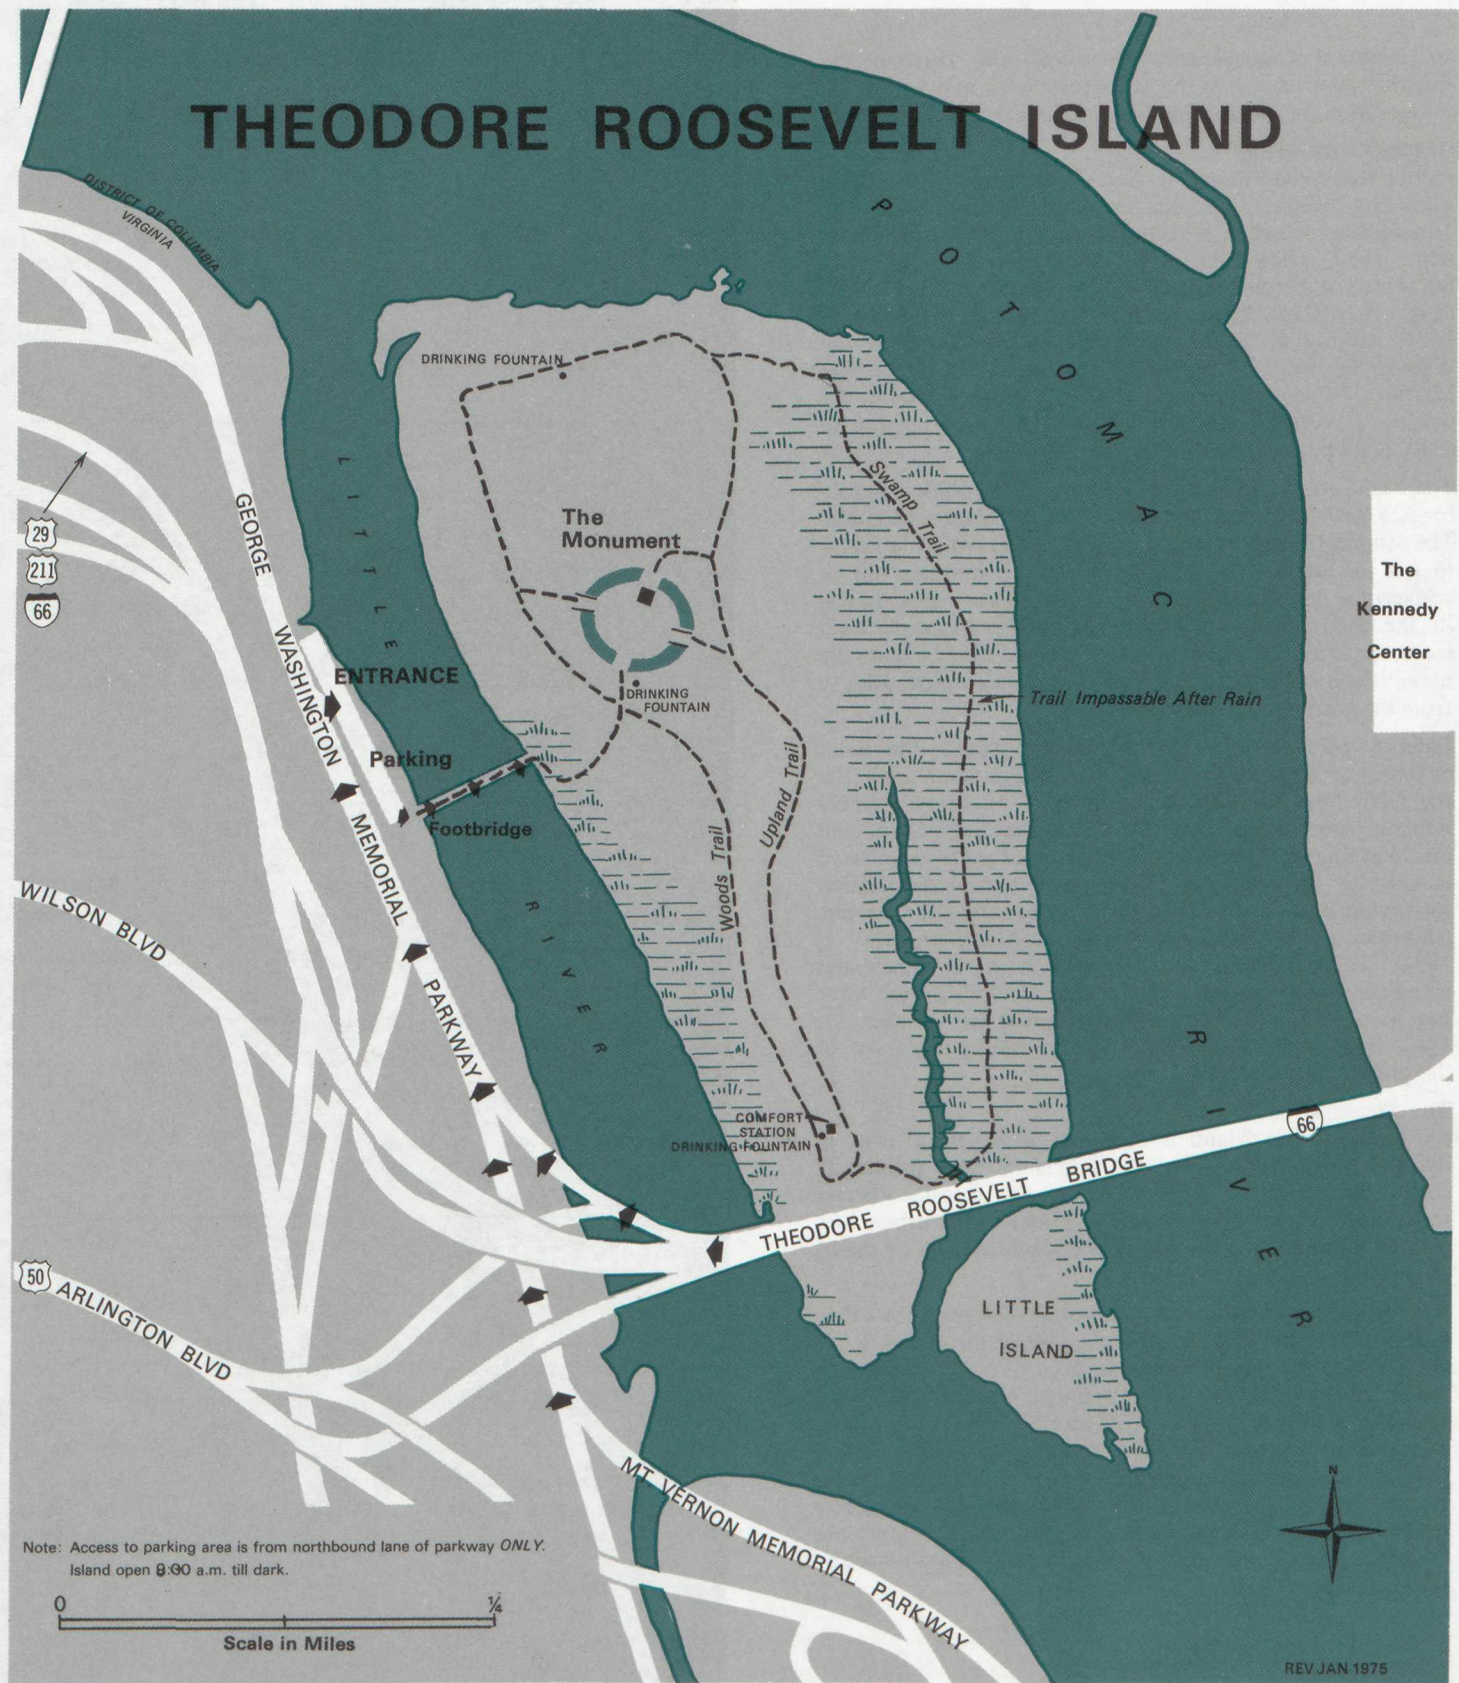 THEODORE ROOSEVELT ISLAND
DISTRICT OF COLUMBIA
VIRGINIA
POTOMAC
RIVER
LITTLE
RIVER
DRINKING FOUNTAIN
Swamp Trail
The
Monument
29
211
66
GEORGE WASHINGTON MEMORIAL PARKWAY
The
Kennedy
Center
ENTRANCE
DRINKING
FOUNTAIN
Trail Impassable After Rain
Parking
Footbridge
Upland Trail
Woods Trail
WILSON BLVD
COMFORT
STATION
DRINKING FOUNTAIN
66
THEODORE ROOSEVELT BRIDGE
50
ARLINGTON BLVD
LITTLE
ISLAND
MT VERNON MEMORIAL PARKWAY
N
Note: Access to parking area is from northbound lane of parkway ONLY.
Island open :00 a.m. till dark.
0 1/4
Scale in Miles
REV JAN 1975